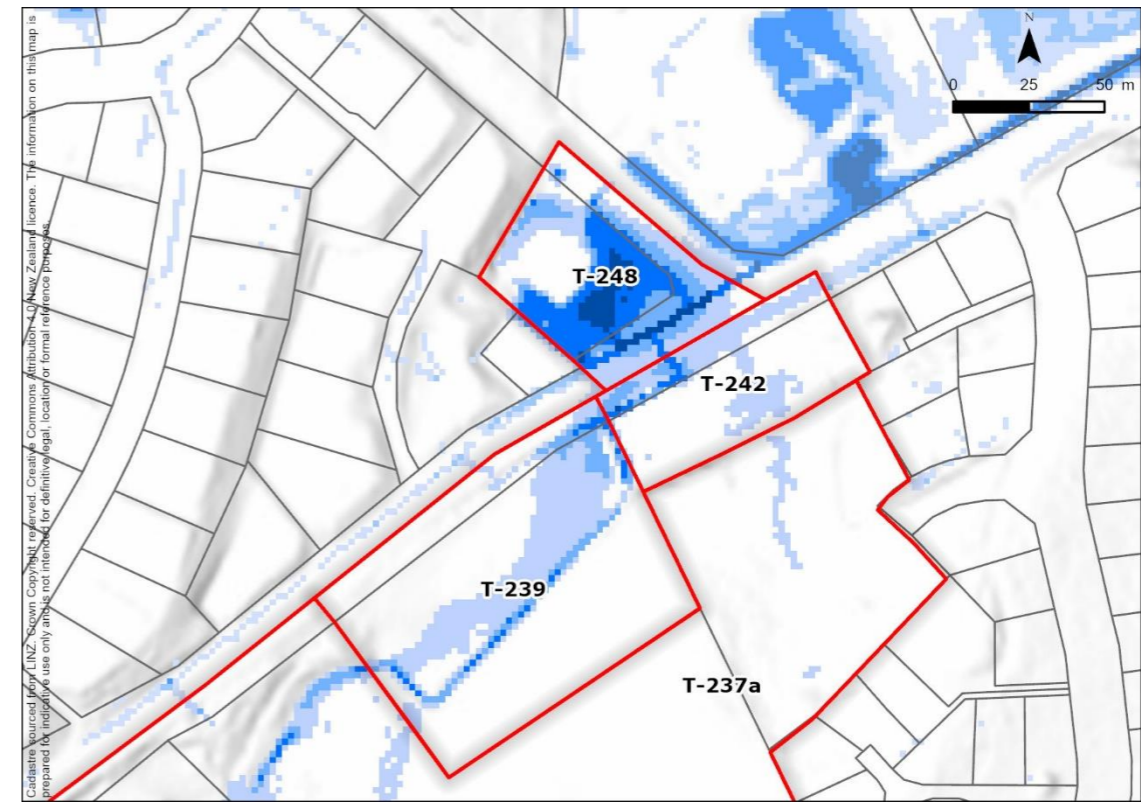 Cadastre sourced from LINZ. Crown Copyright reserved. Creative Commons Attribution 4.0 New Zealand licence. The information on this map is
prepared for indicative use only and is not intended for definitive legal, location or formal reference purposes.
N
0 25 50 m
T-248
T-242
T-239
T-237a